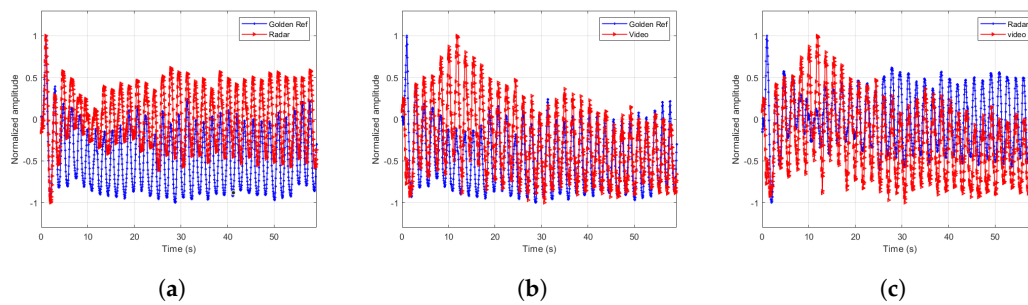 Golden Ref
Radar
Normalized amplitude
1
0.5
0
-0.5
-1
0 10 20 30 40 50
Time (s)
(a)
Golden Ref
Video
Normalized amplitude
1
0.5
0
-0.5
-1
0 10 20 30 40 50
Time (s)
(b)
Radar
video
Normalized amplitude
1
0.5
0
-0.5
-1
0 10 20 30 40 50
Time (s)
(c)